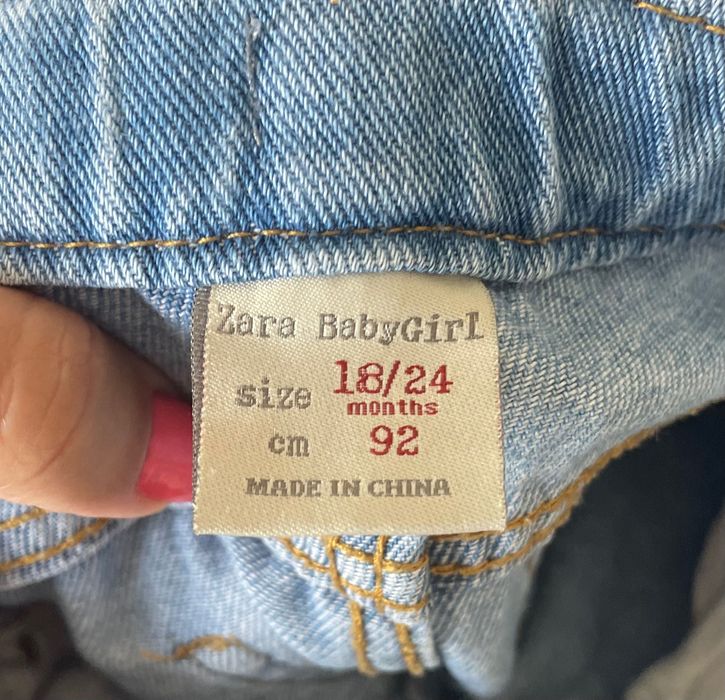 Zara BabyGirl
size 18/24
months
cm 92
MADE IN CHINA